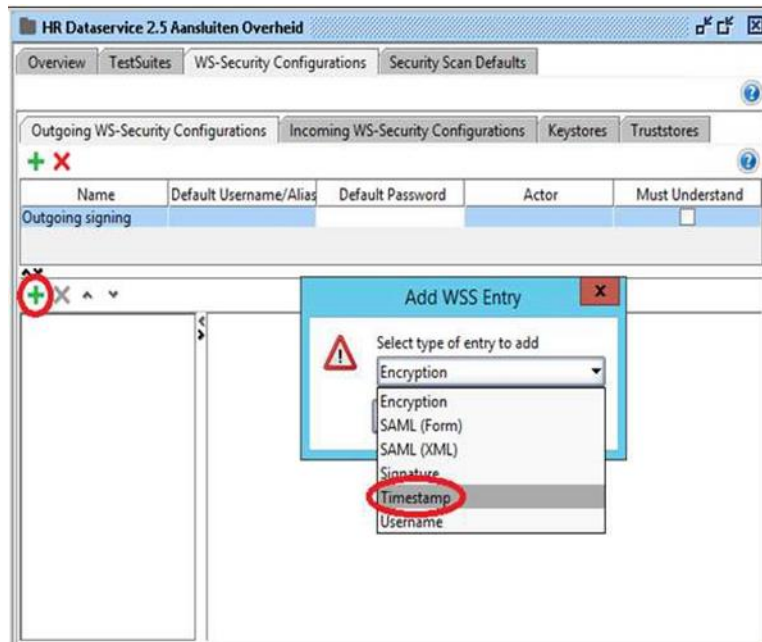 HR Dataservice 2.5 Aansluiten Overheid
Overview TestSuites WS-Security Configurations Security Scan Defaults
Outgoing WS-Security Configurations Incoming WS-Security Configurations Keystores Truststores
Name Default Username/Alias Default Password Actor Must Understand
Outgoing signing
Add WSS Entry
Select type of entry to add
Encryption
Encryption
SAML (Form)
SAML (XML)
Signature
Timestamp
Username